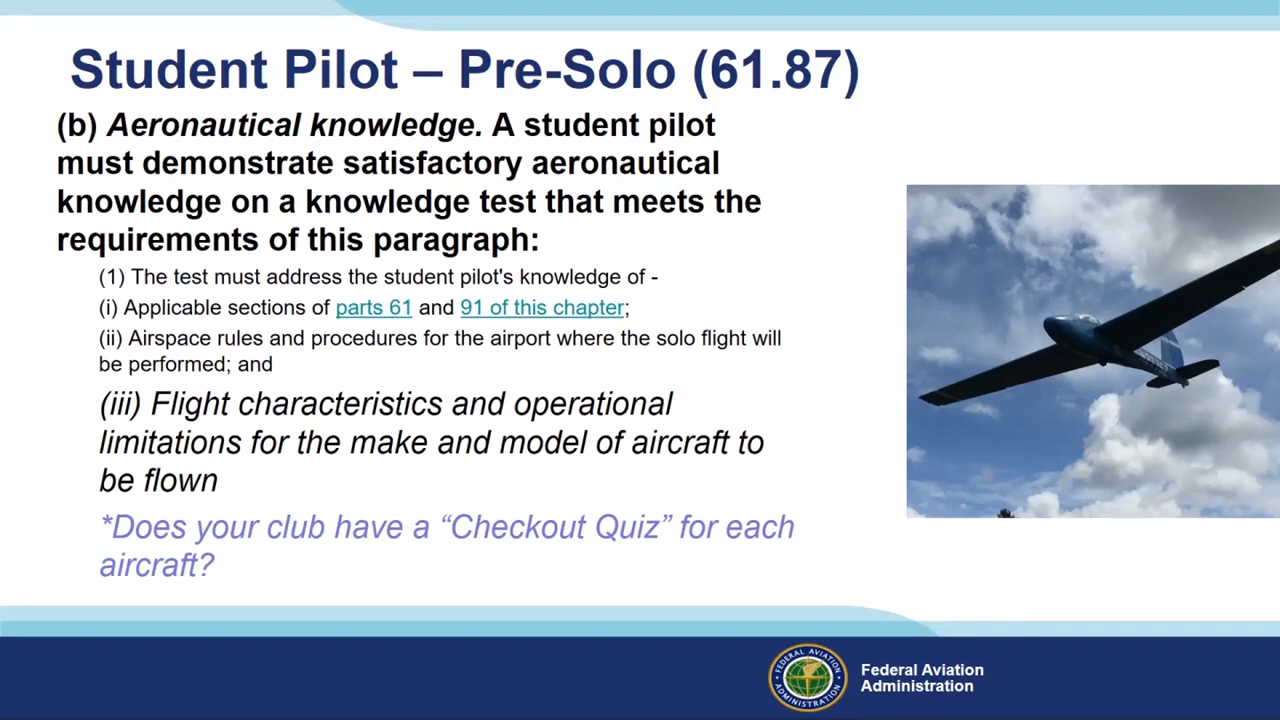 Student Pilot – Pre-Solo (61.87)
(b) Aeronautical knowledge. A student pilot
must demonstrate satisfactory aeronautical
knowledge on a knowledge test that meets the
requirements of this paragraph:
(1) The test must address the student pilot's knowledge of -
(i) Applicable sections of parts 61 and 91 of this chapter;
(ii) Airspace rules and procedures for the airport where the solo flight will
be performed; and
(iii) Flight characteristics and operational
limitations for the make and model of aircraft to
be flown
*Does your club have a “Checkout Quiz” for each
aircraft?
FEDERAL AVIATION
ADMINISTRATION
Federal Aviation
Administration